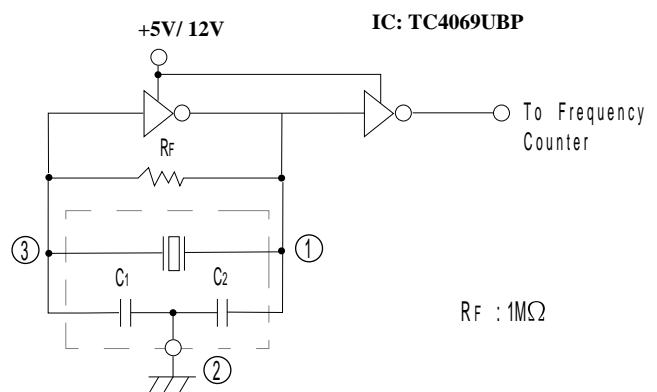 +5V/ 12V
IC: TC4069UBP
To Frequency
Counter
RF
③
①
C1
C2
RF : 1MΩ
②